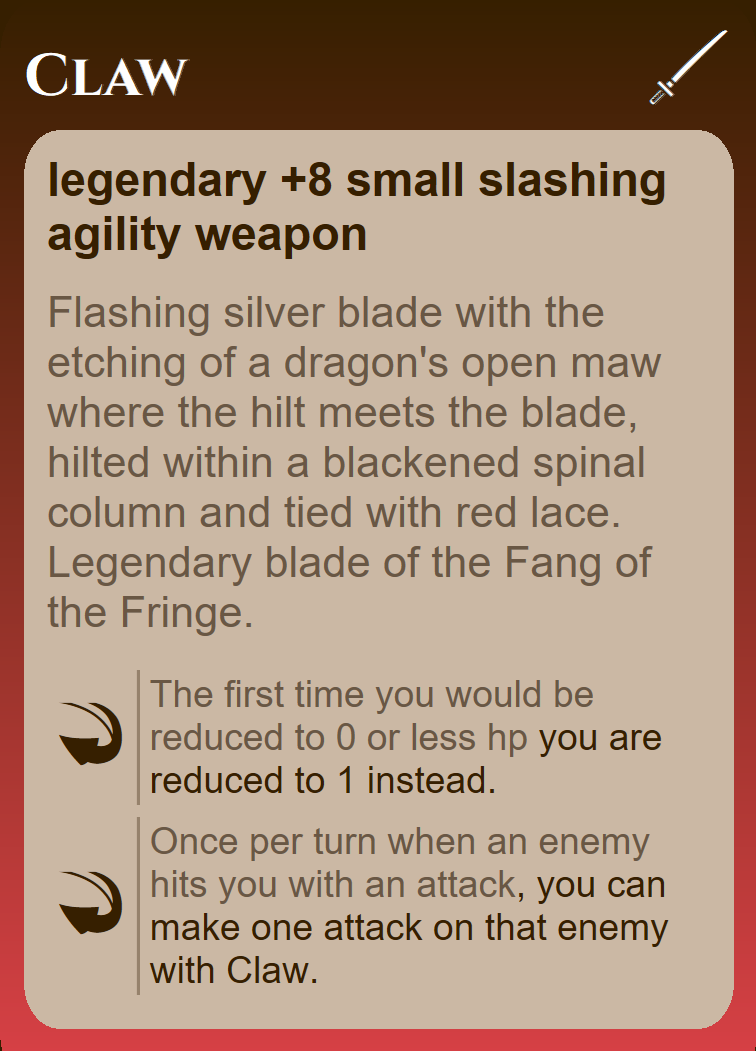 Claw
legendary +8 small slashing
agility weapon
Flashing silver blade with the
etching of a dragon's open maw
where the hilt meets the blade,
hilted within a blackened spinal
column and tied with red lace.
Legendary blade of the Fang of
the Fringe.
The first time you would be
reduced to 0 or less hp you are
reduced to 1 instead.
Once per turn when an enemy
hits you with an attack, you can
make one attack on that enemy
with Claw.